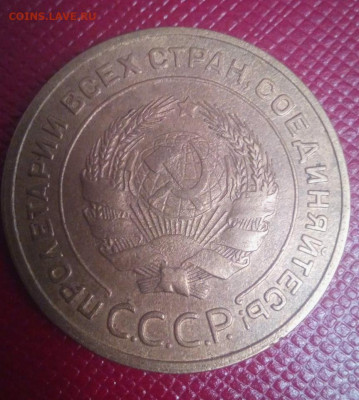 COINS.LAVE.RU
ПРОЛЕТАРИИ ВСЕХ СТРАН, СОЕДИНЯЙТЕСЬ!
С.С.С.Р.